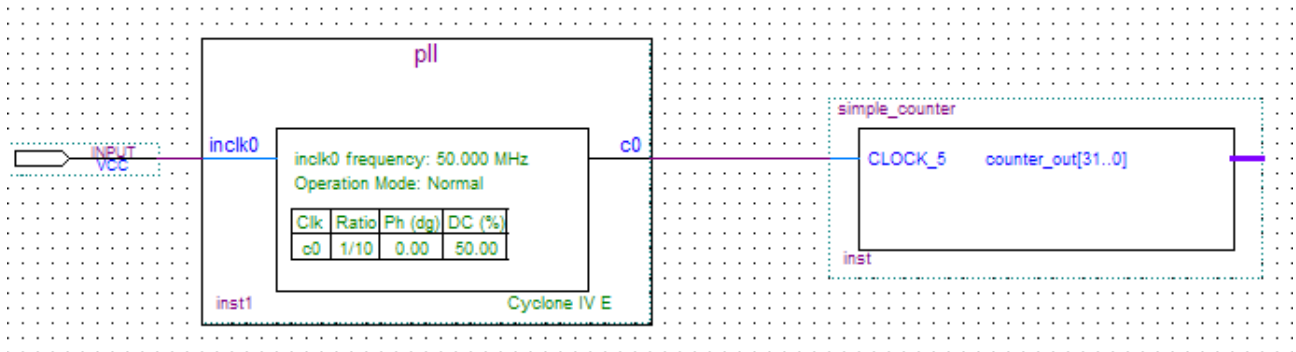 pll
simple_counter
INPUT
VCC
inclk0
c0
inclk0 frequency: 50.000 MHz
Operation Mode: Normal
Clk Ratio Ph (dg) DC (%)
c0 1/10 0.00 50.00
CLOCK_5 counter_out[31..0]
inst
inst1
Cyclone IV E